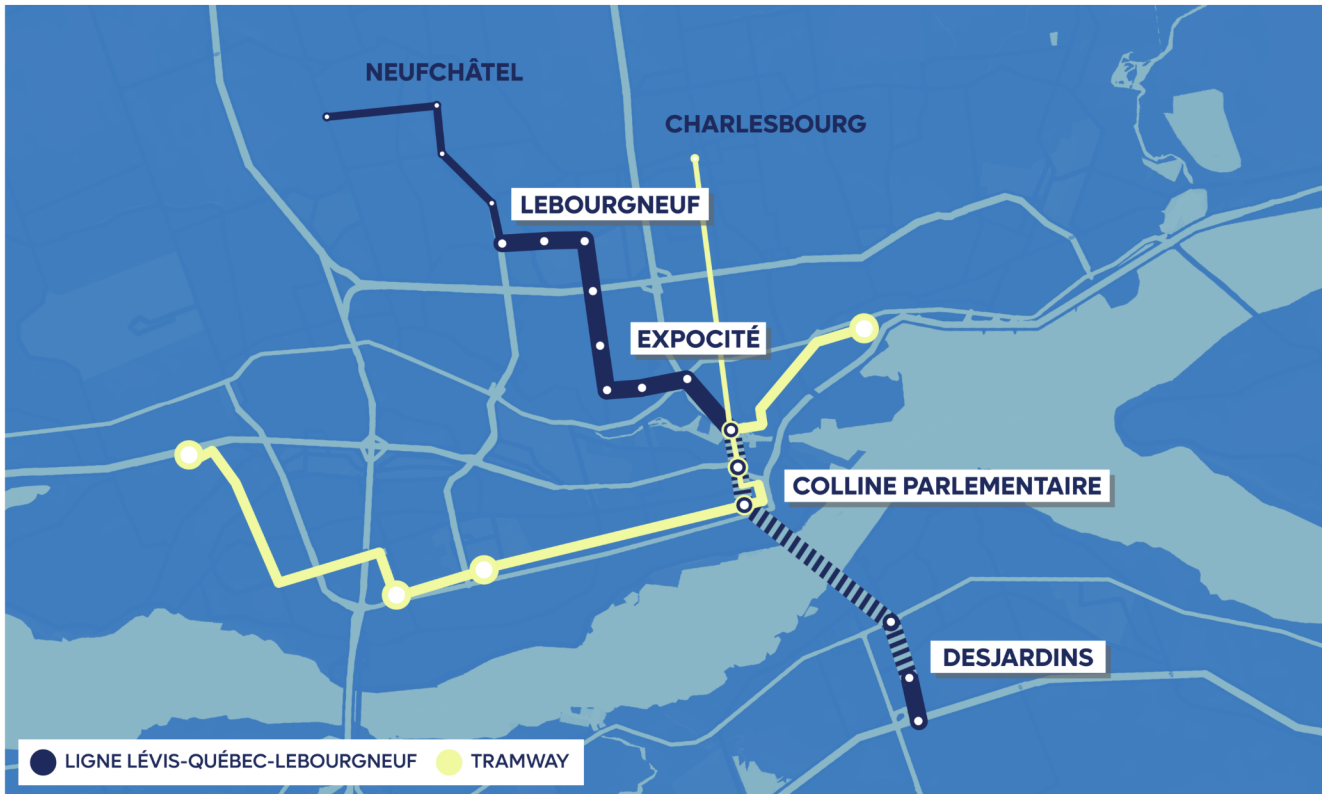 NEUFCHÂTEL
CHARLESBOURG
LEBOURGNEUF
EXPOCITÉ
COLLINE PARLEMENTAIRE
DESJARDINS
LIGNE LÉVIS-QUÉBEC-LEBOURGNEUF
TRAMWAY